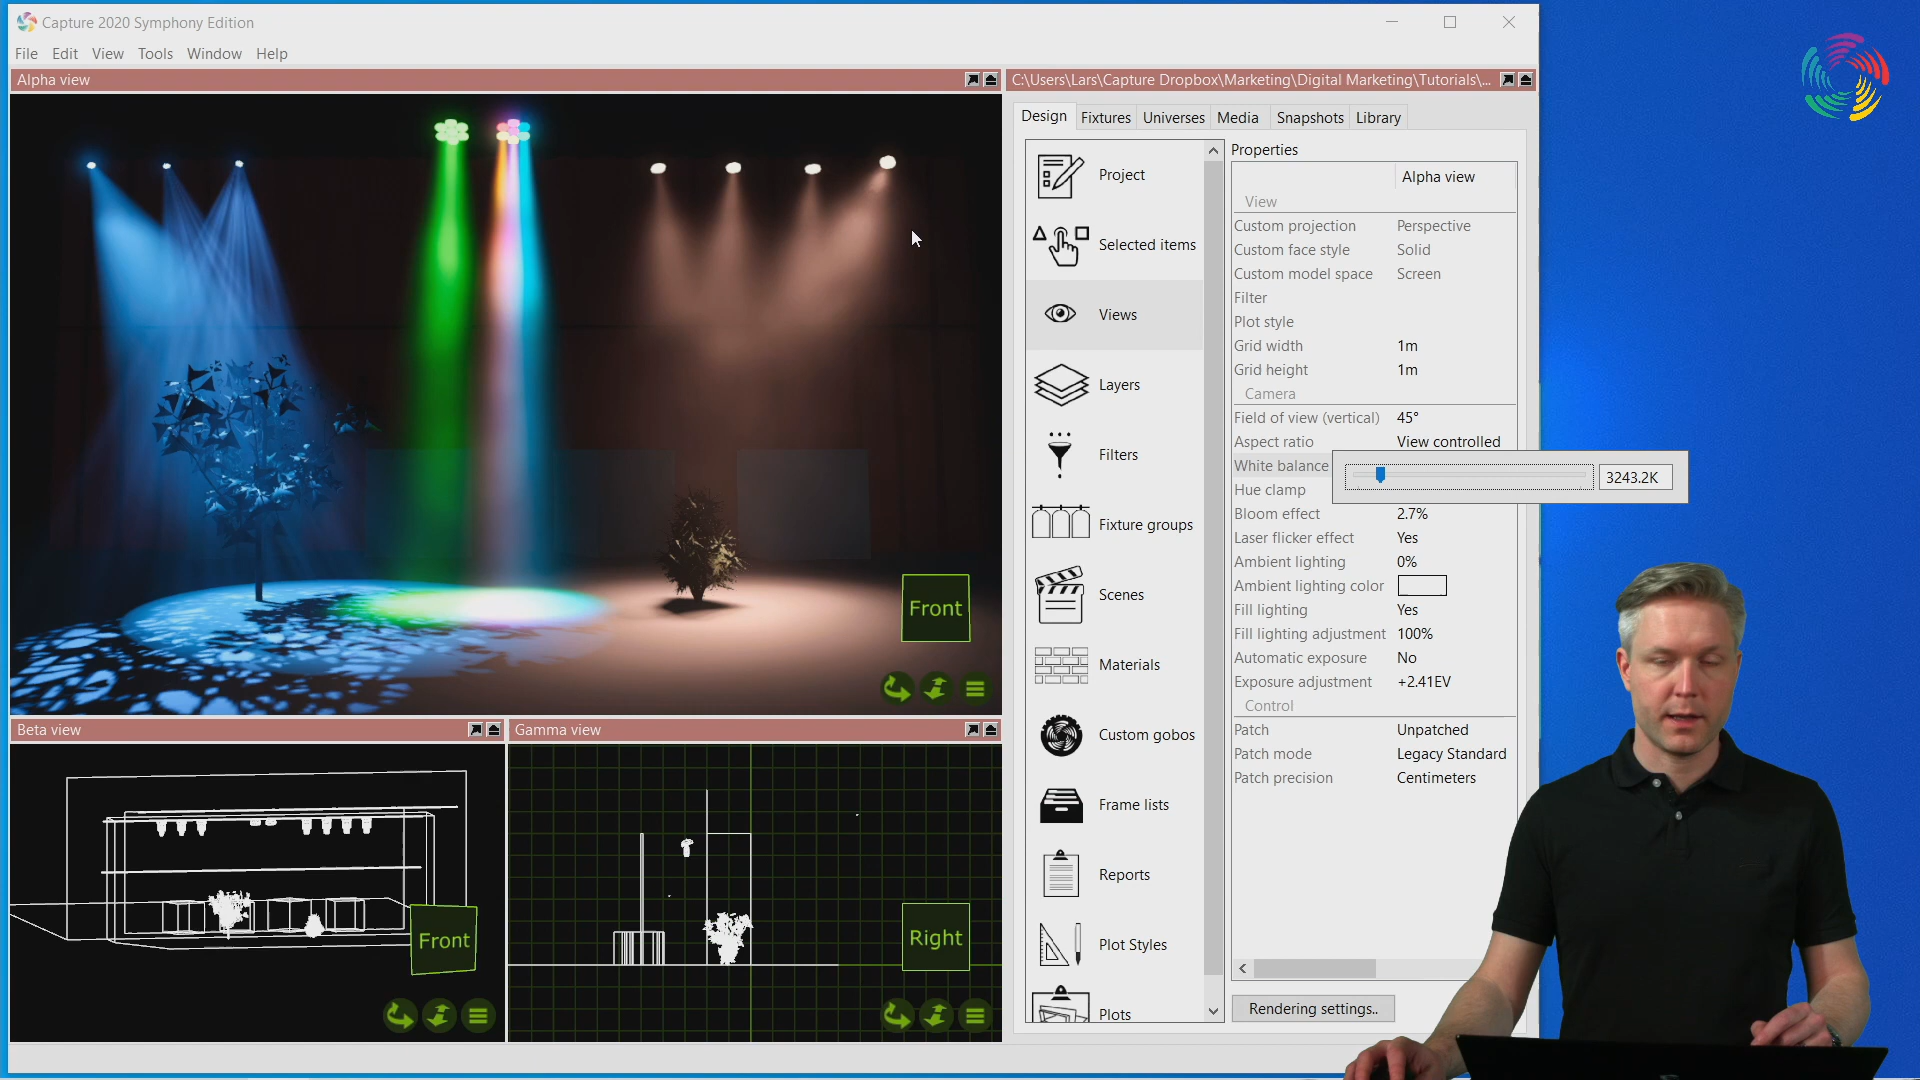 Capture 2020 Symphony Edition
File Edit View Tools Window Help
Alpha view
Front
Beta view
Front
Gamma view
Right
C:\Users\Lars\Capture Dropbox\Marketing\Digital Marketing\Tutorials\...
Design Fixtures Universes Media Snapshots Library
Project
Selected items
Views
Layers
Filters
Fixture groups
Scenes
Materials
Custom gobos
Frame lists
Reports
Plot Styles
Plots
Properties
Alpha view
View
Custom projection Perspective
Custom face style Solid
Custom model space Screen
Filter
Plot style
Grid width 1m
Grid height 1m
Camera
Field of view (vertical) 45°
Aspect ratio View controlled
White balance 3243.2K
Hue clamp
Bloom effect 2.7%
Laser flicker effect Yes
Ambient lighting 0%
Ambient lighting color
Fill lighting Yes
Fill lighting adjustment 100%
Automatic exposure No
Exposure adjustment +2.41EV
Control
Patch Unpatched
Patch mode Legacy Standard
Patch precision Centimeters
Rendering settings..